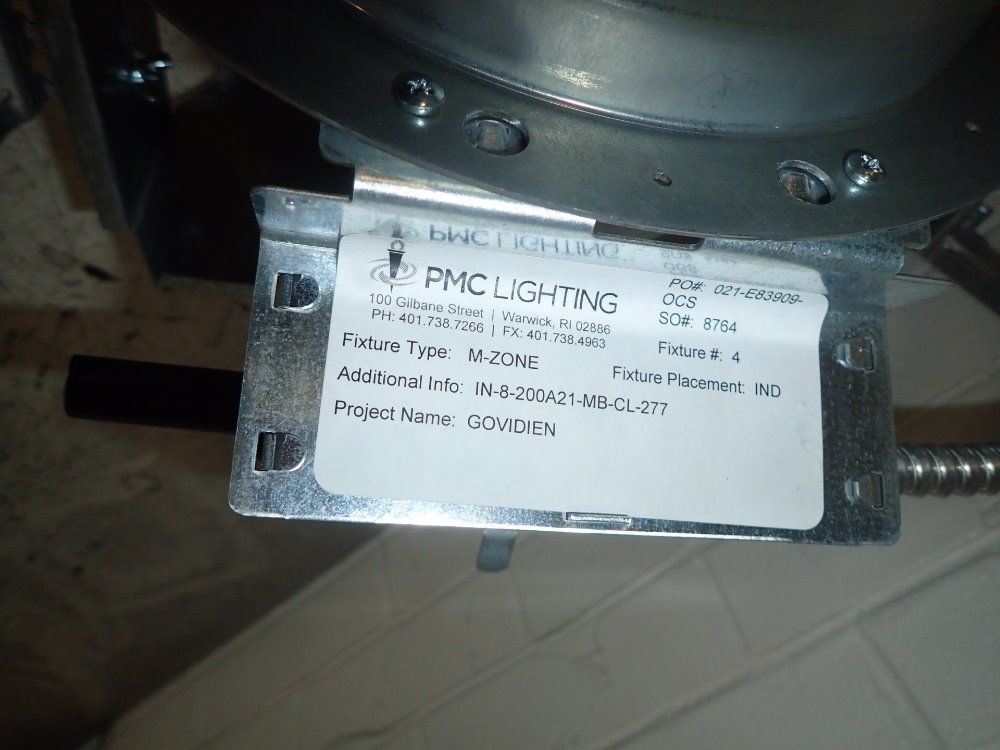 PMC LIGHTING
100 Gilbane Street | Warwick, RI 02886
PH: 401.738.7266 | FX: 401.738.4963
PO#: 021-E83909-
OCS
SO#: 8764
Fixture Type: M-ZONE
Fixture #: 4
Fixture Placement: IND
Additional Info: IN-8-200A21-MB-CL-277
Project Name: GOVIDIEN